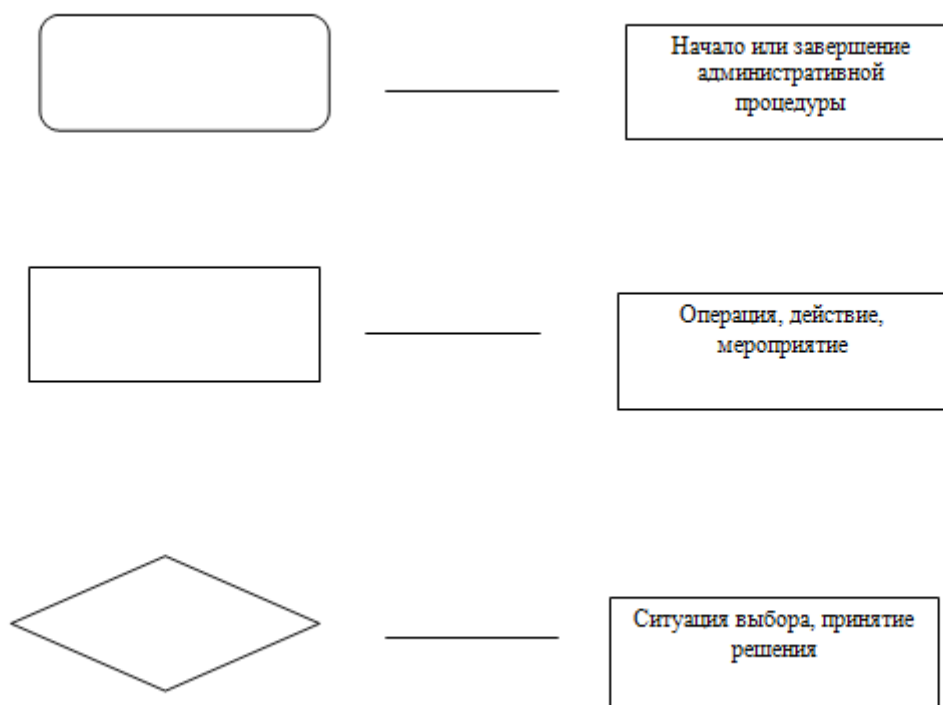 Начало или завершение
административной
процедуры
Операция, действие,
мероприятие
Ситуация выбора, принятие
решения